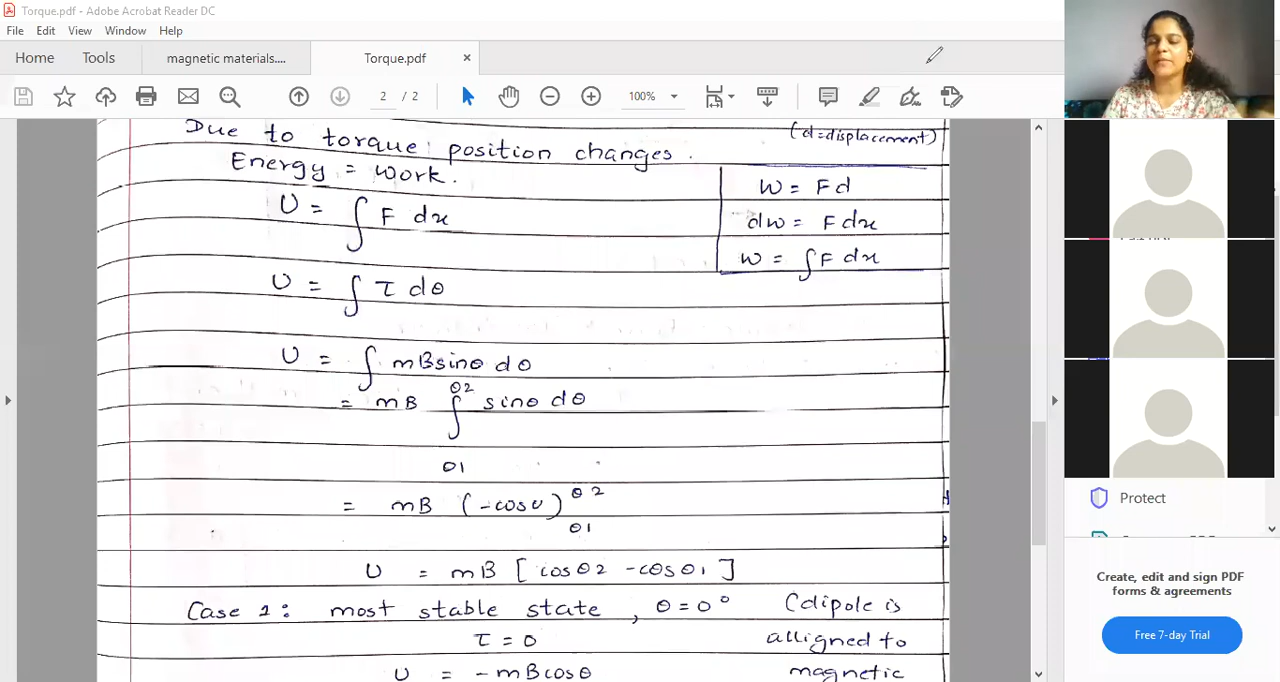 Torque.pdf - Adobe Acrobat Reader DC
File Edit View Window Help
Home Tools magnetic materials.... Torque.pdf ×
2 / 2 100%
Due to torque position changes.
(d=displacement)
Energy = work.
U = ∫ F dx
W = Fd
dw = Fdx
W = ∫F dx
U = ∫ τ dθ
U = ∫ mBsinθ dθ
= mB ∫ sinθ dθ
θ2
θ1
= mB (-cosθ) θ2
θ1
U = mB [cosθ2 -cosθ1]
Case 1: most stable state, θ=0° (dipole is
τ = 0 alligned to
U = -mBcosθ magnetic
Protect
Create, edit and sign PDF
forms & agreements
Free 7-day Trial